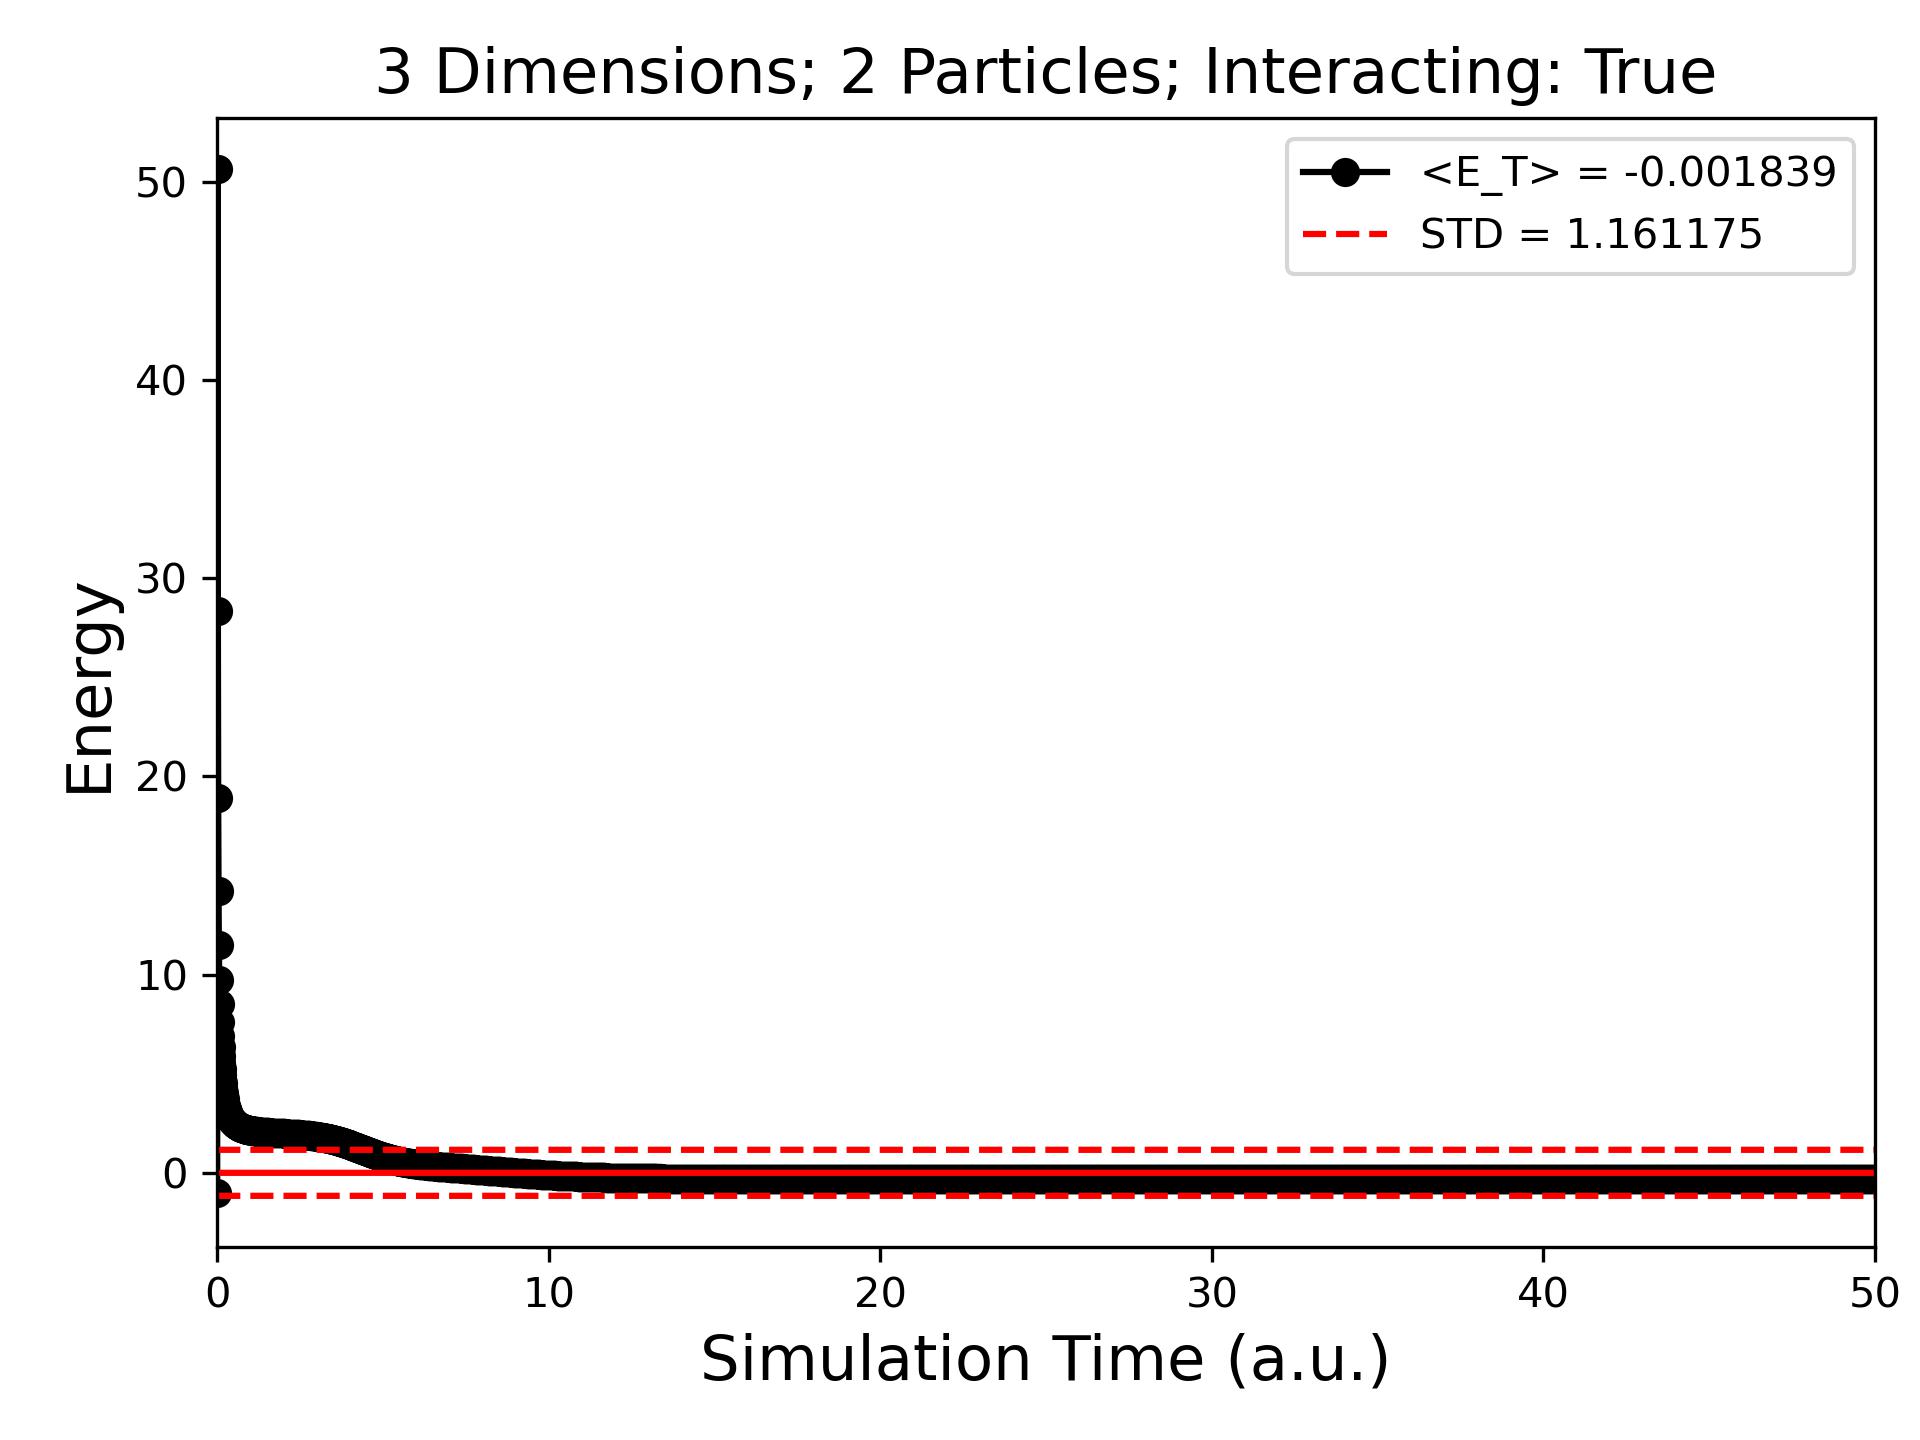 3 Dimensions; 2 Particles; Interacting: True
<E_T> = -0.001839
STD = 1.161175
Energy
50
40
30
20
10
0
0 10 20 30 40 50
Simulation Time (a.u.)